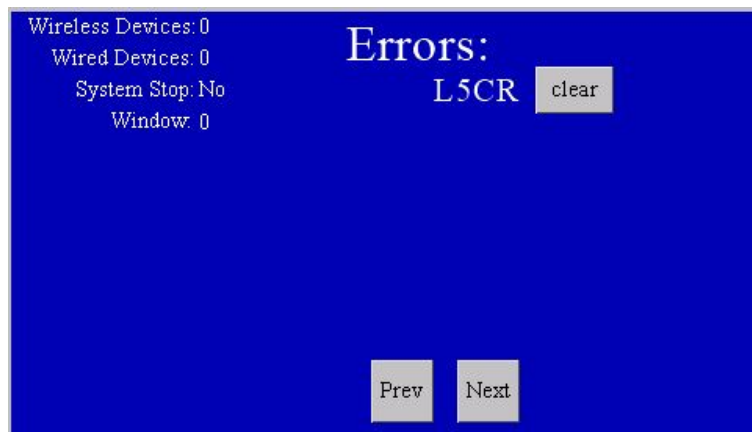 Wireless Devices: 0
Wired Devices: 0
System Stop: No
Window: 0
Errors:
L5CR
clear
Prev
Next